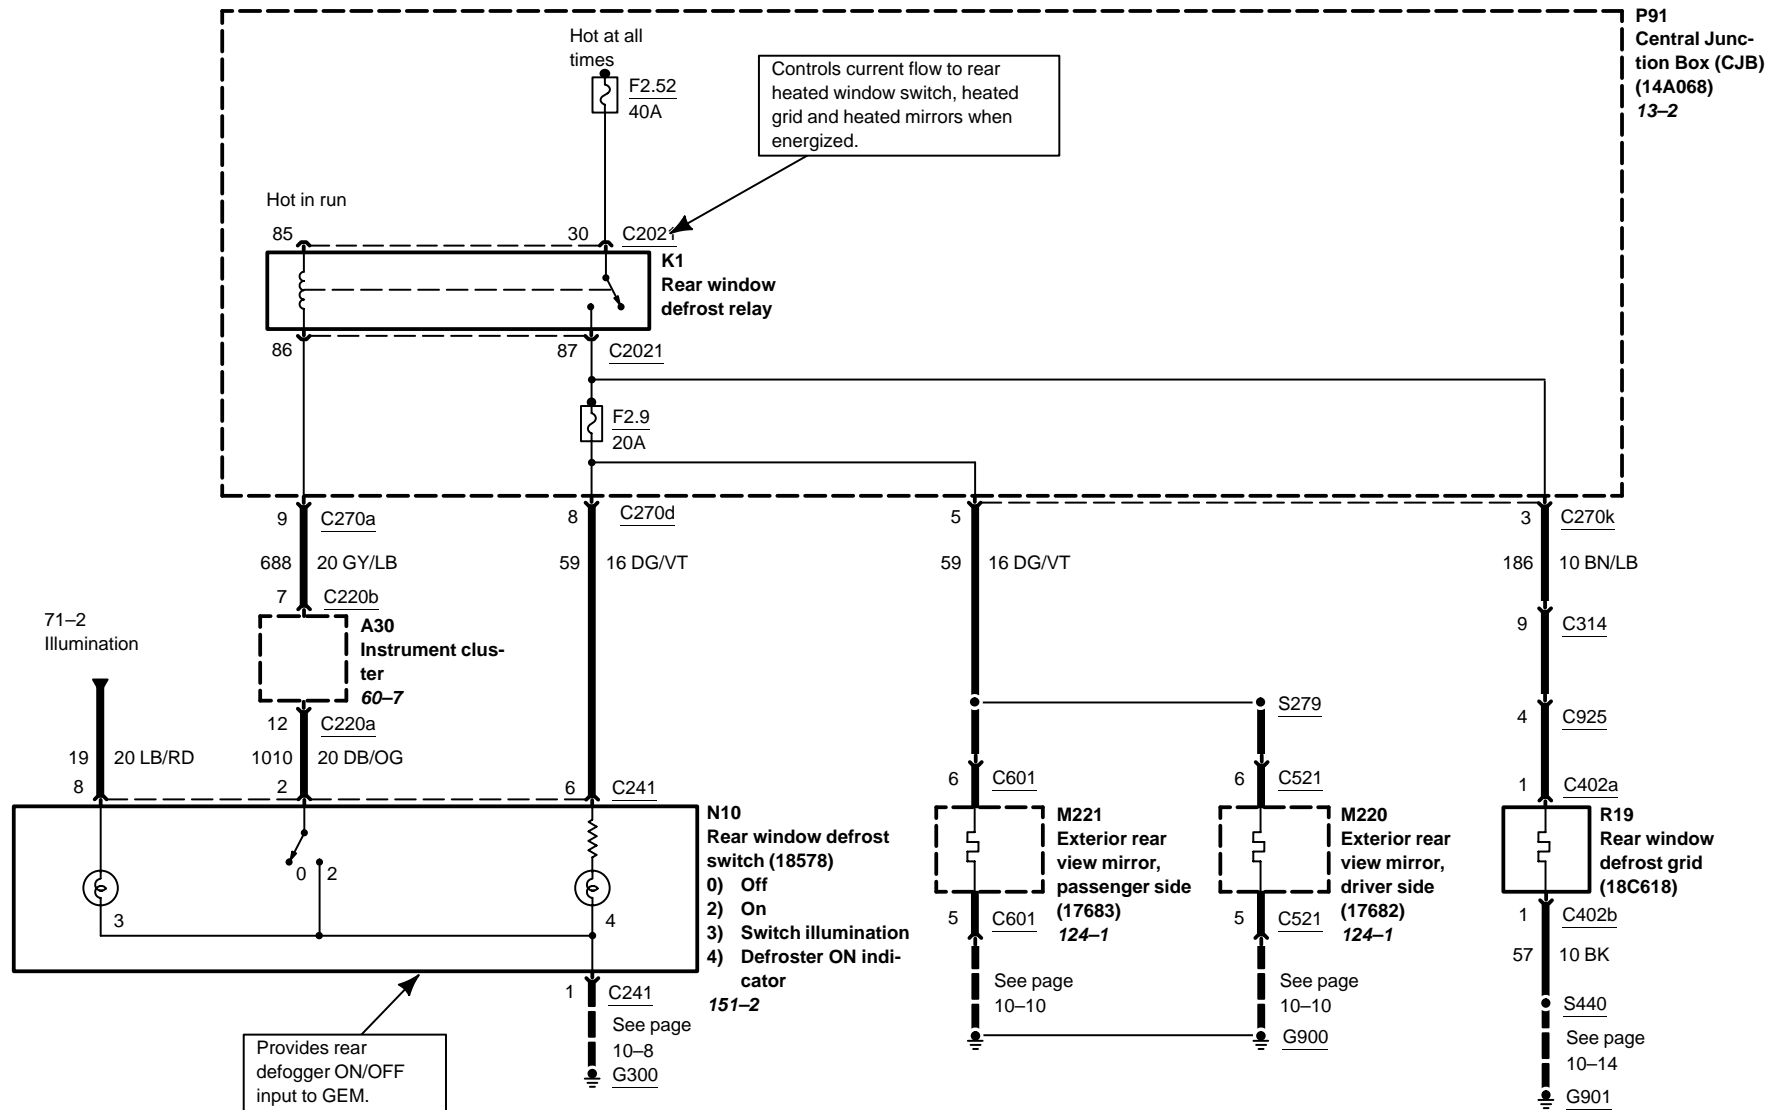 P91
Central Junc-
tion Box (CJB)
(14A068)
13–2
Hot at all
times
F2.52
40A
Controls current flow to rear
heated window switch, heated
grid and heated mirrors when
energized.
Hot in run
85
30
K1
Rear window
defrost relay
86
87
C2021
F2.9
20A
9
C270a
8
C270d
5
3
C270k
688
20 GY/LB
59
16 DG/VT
59
16 DG/VT
186
10 BN/LB
7
C220b
71–2
Illumination
A30
Instrument clus-
ter
60–7
9
C314
S279
12
C220a
4
C925
19
20 LB/RD
1010
20 DB/OG
8
2
6
C241
6
C601
6
C521
1
C402a
N10
Rear window defrost
switch (18578)
0) Off
2) On
3) Switch illumination
4) Defroster ON indi-
cator
151–2
0
2
3
4
M221
Exterior rear
view mirror,
passenger side
(17683)
124–1
M220
Exterior rear
view mirror,
driver side
(17682)
124–1
R19
Rear window
defrost grid
(18C618)
5
C601
5
C521
1
C402b
57
10 BK
1
C241
See page
10–8
G300
See page
10–10
See page
10–10
G900
S440
See page
10–14
G901
Provides rear
defogger ON/OFF
input to GEM.